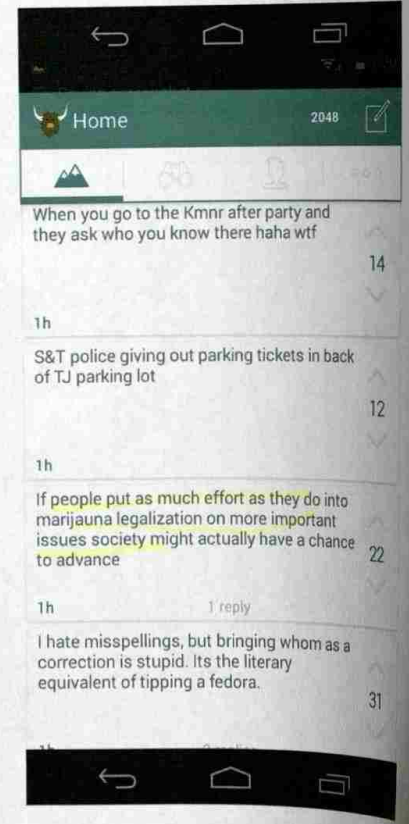 Home
2048
When you go to the Kmnr after party and
they ask who you know there haha wtf
14
1h
S&T police giving out parking tickets in back
of TJ parking lot
12
1h
If people put as much effort as they do into
marijauna legalization on more important
issues society might actually have a chance
to advance
22
1h
1 reply
I hate misspellings, but bringing whom as a
correction is stupid. Its the literary
equivalent of tipping a fedora.
31
1h